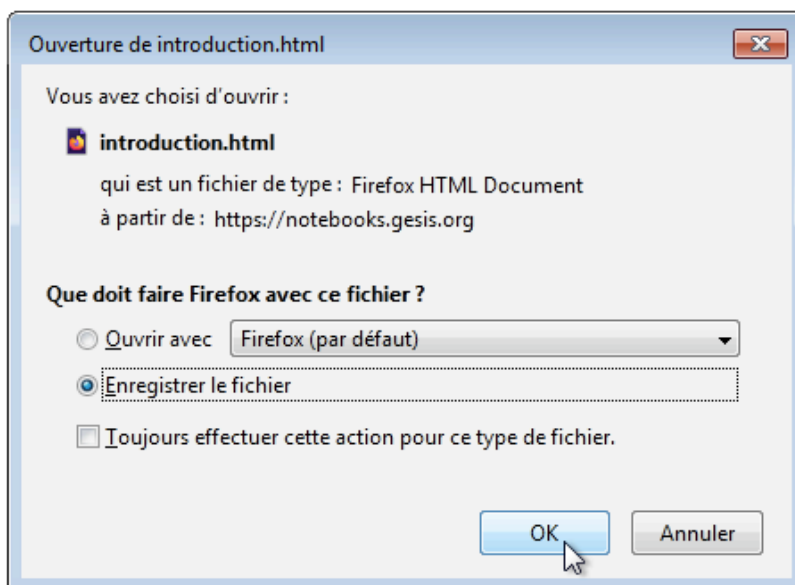 Ouverture de introduction.html
Vous avez choisi d'ouvrir :
introduction.html
qui est un fichier de type : Firefox HTML Document
à partir de : https://notebooks.gesis.org
Que doit faire Firefox avec ce fichier ?
Ouvrir avec Firefox (par défaut)
Enregistrer le fichier
Toujours effectuer cette action pour ce type de fichier.
OK Annuler